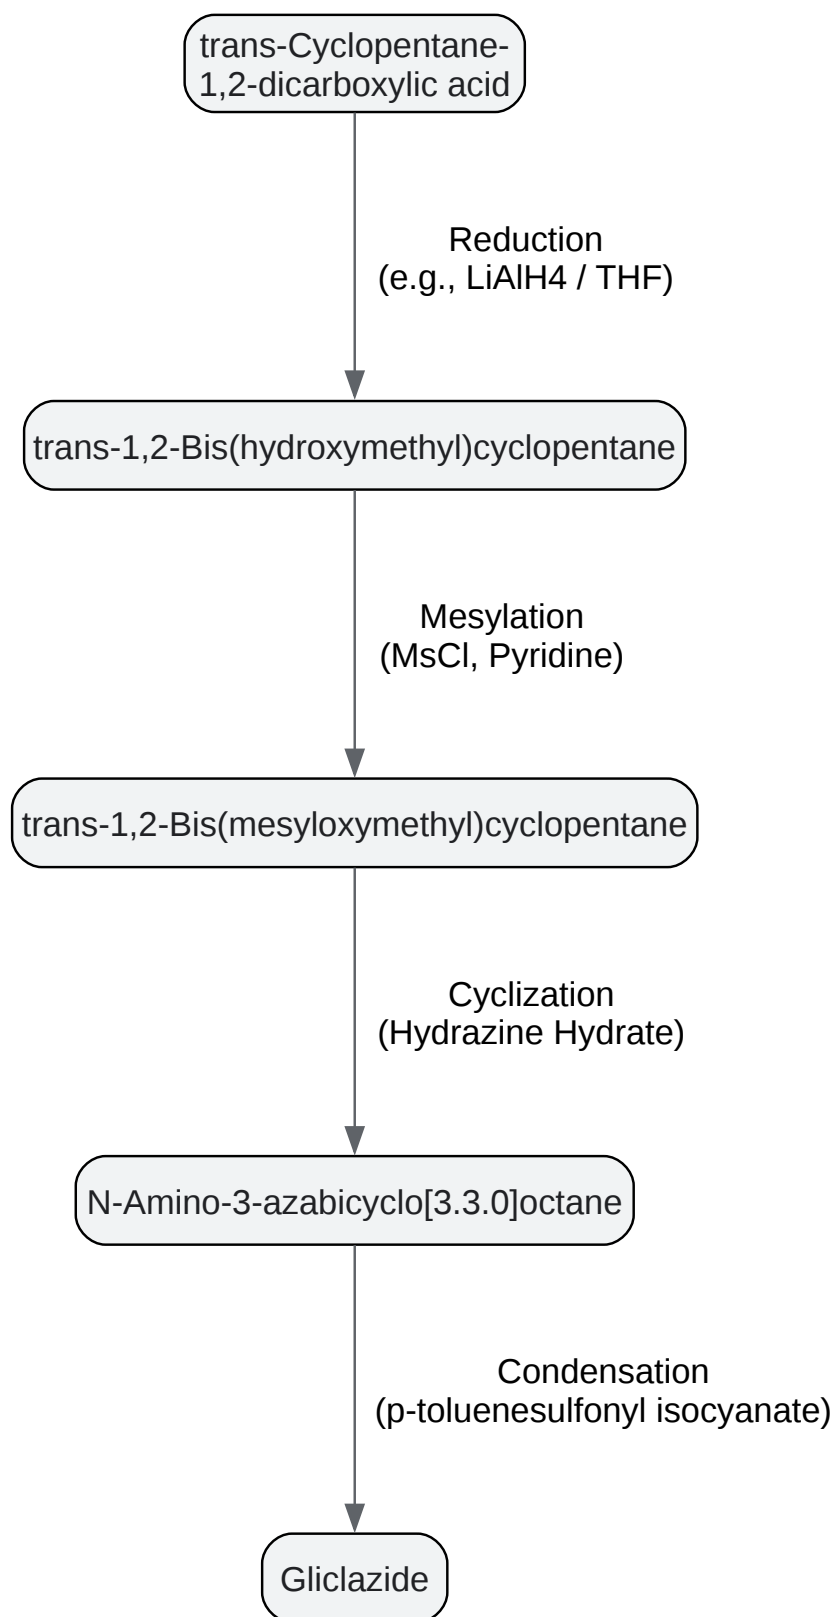 trans-Cyclopentane-
1,2-dicarboxylic acid
Reduction
(e.g., LiAlH4 / THF)
trans-1,2-Bis(hydroxymethyl)cyclopentane
Mesylation
(MsCl, Pyridine)
trans-1,2-Bis(mesyloxymethyl)cyclopentane
Cyclization
(Hydrazine Hydrate)
N-Amino-3-azabicyclo[3.3.0]octane
Condensation
(p-toluenesulfonyl isocyanate)
Gliclazide